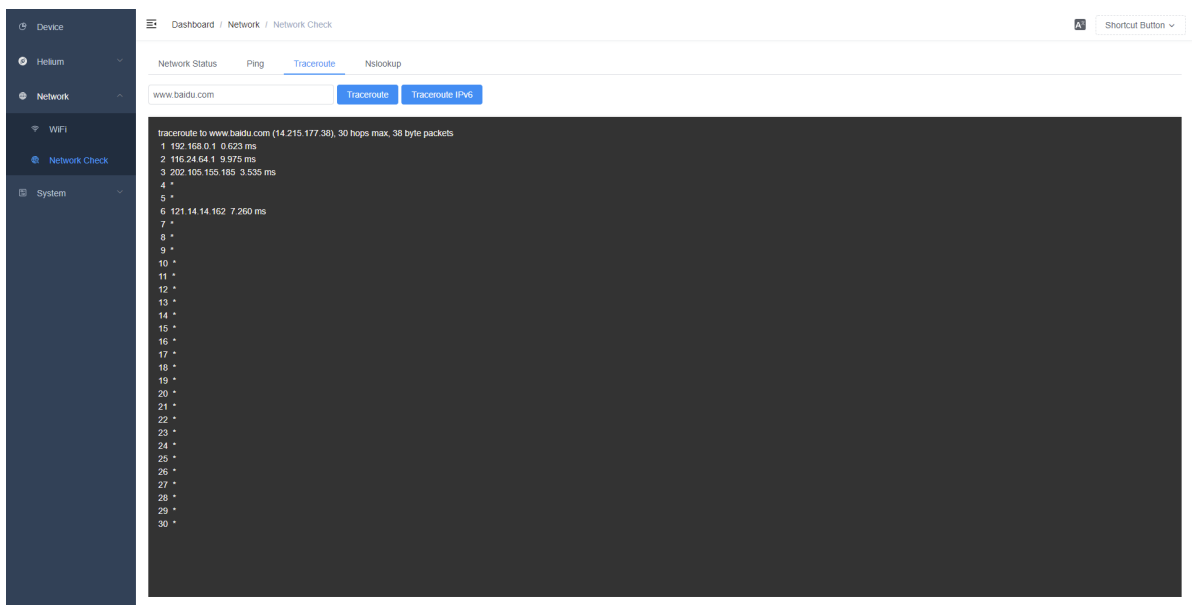 Device
Helium
Network
WiFi
Network Check
System
Dashboard / Network / Network Check
Shortcut Button
Network Status Ping Traceroute Nslookup
www.baidu.com Traceroute Traceroute IPv6
traceroute to www.baidu.com (14.215.177.38), 30 hops max, 38 byte packets
1 192.168.0.1 0.623 ms
2 116.24.64.1 9.975 ms
3 202.105.155.185 3.535 ms
4 *
5 *
6 121.14.14.162 7.260 ms
7 *
8 *
9 *
10 *
11 *
12 *
13 *
14 *
15 *
16 *
17 *
18 *
19 *
20 *
21 *
22 *
23 *
24 *
25 *
26 *
27 *
28 *
29 *
30 *